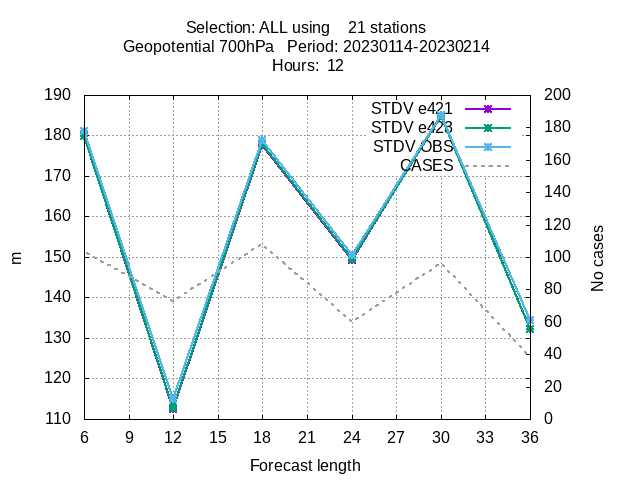 Selection: ALL using 21 stations
Geopotential 700hPa Period: 20230114-20230214
Hours: 12
190
180
170
160
150
140
130
120
110
200
180
160
140
120
100
80
60
40
20
0
STDV e421
STDV e423
STDV OBS
CASES
m
No cases
6 9 12 15 18 21 24 27 30 33 36
Forecast length